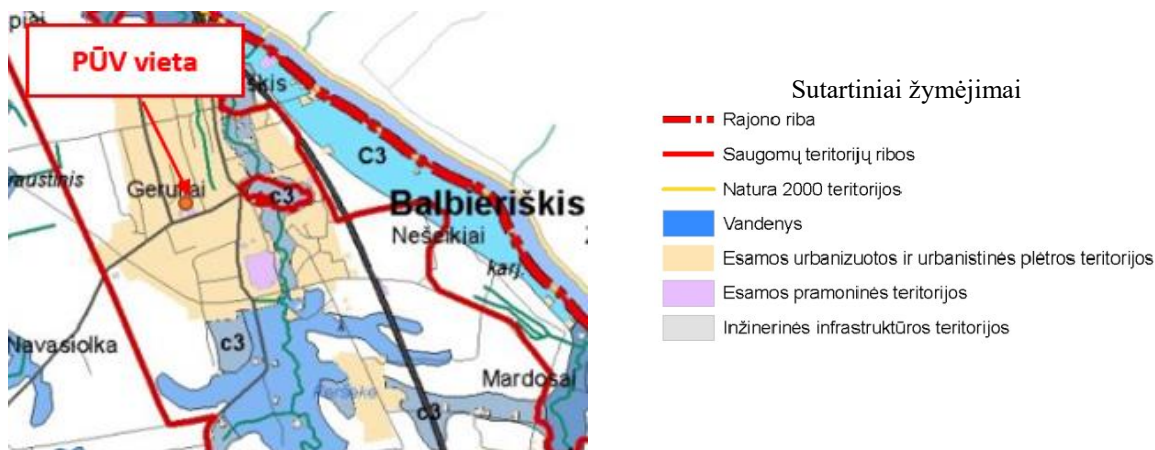 PŪV vieta
C3
c3
Balbieriškis
Nešeikiai
karj.
c3
Mardosai
c3
Sutartiniai žymėjimai
Rajono riba
Saugomų teritorijų ribos
Natura 2000 teritorijos
Vandenys
Esamos urbanizuotos ir urbanistinės plėtros teritorijos
Esamos pramoninės teritorijos
Inžinerinės infrastruktūros teritorijos